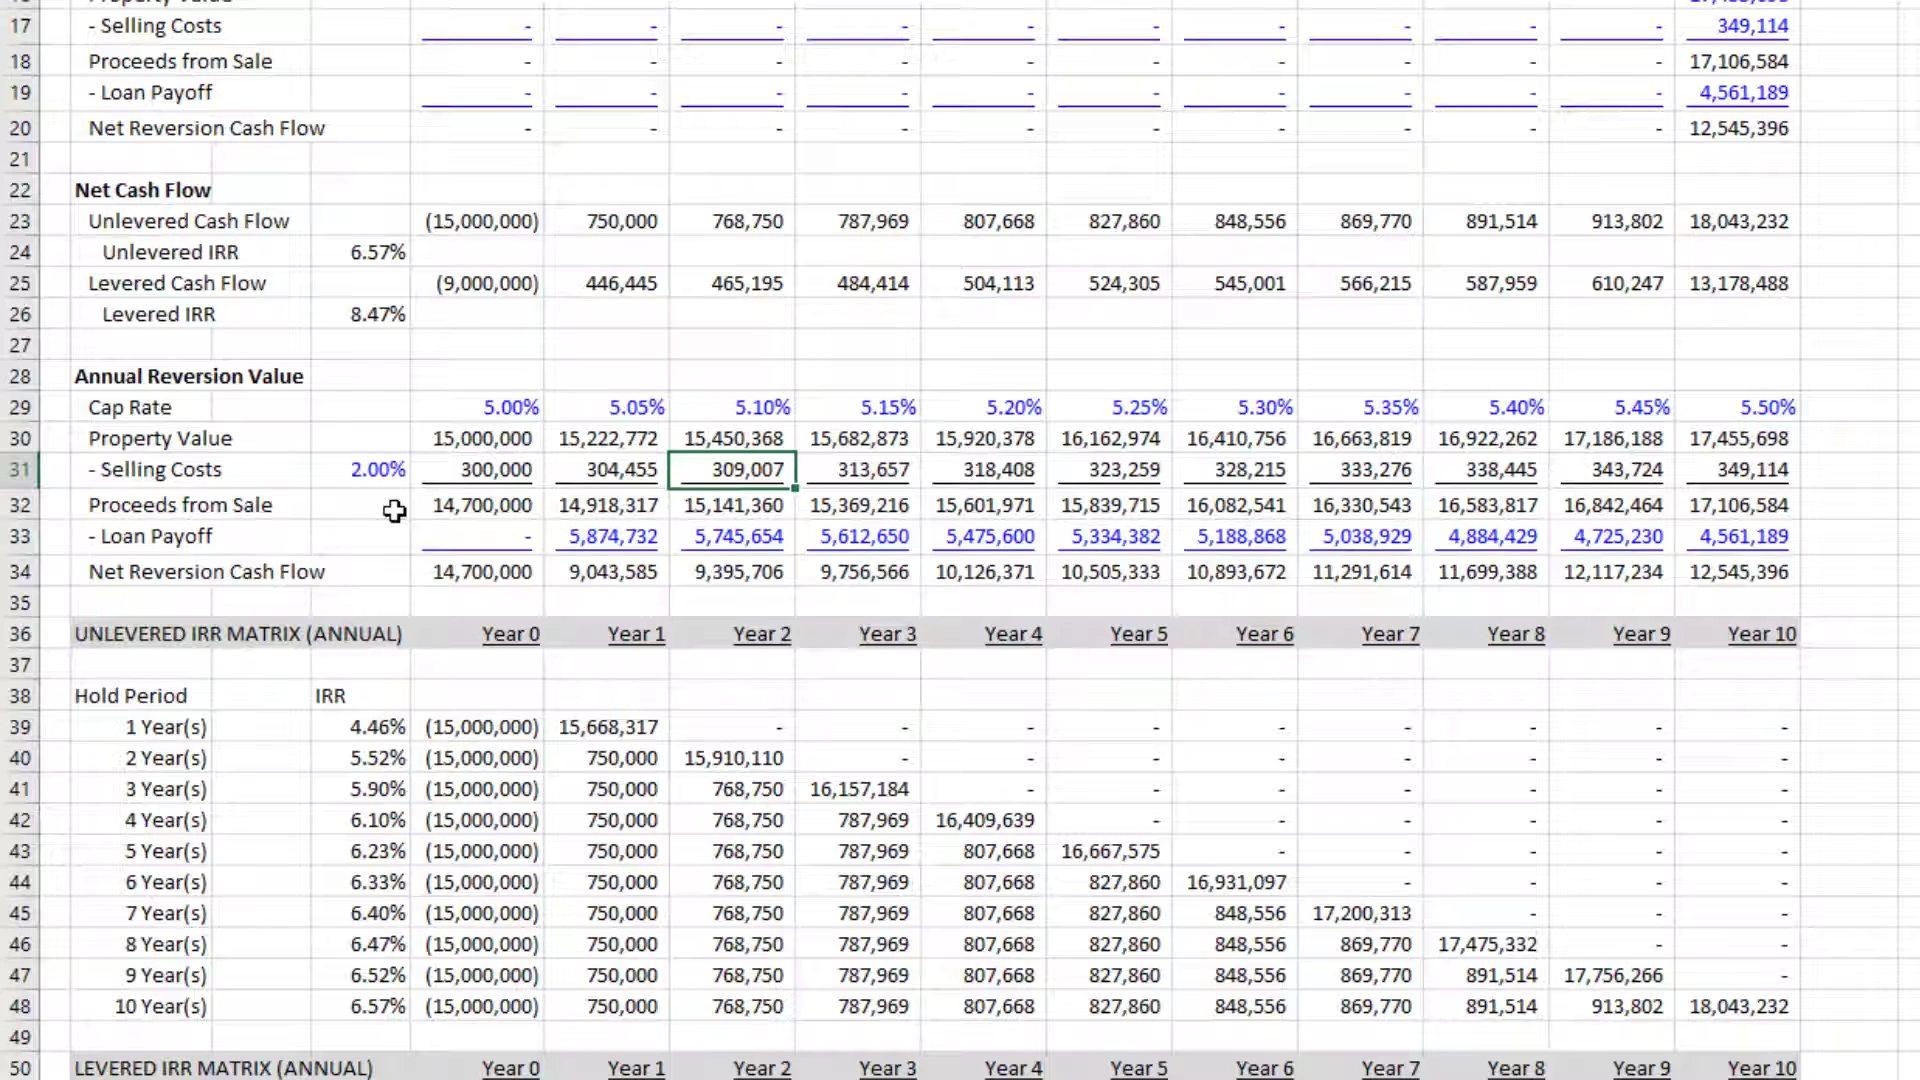 17 - Selling Costs - - - - - - - - - - 349,114
18 Proceeds from Sale - - - - - - - - - - 17,106,584
19 - Loan Payoff - - - - - - - - - - 4,561,189
20 Net Reversion Cash Flow - - - - - - - - - - 12,545,396
21
22 Net Cash Flow
23 Unlevered Cash Flow (15,000,000) 750,000 768,750 787,969 807,668 827,860 848,556 869,770 891,514 913,802 18,043,232
24 Unlevered IRR 6.57%
25 Levered Cash Flow (9,000,000) 446,445 465,195 484,414 504,113 524,305 545,001 566,215 587,959 610,247 13,178,488
26 Levered IRR 8.47%
27
28 Annual Reversion Value
29 Cap Rate 5.00% 5.05% 5.10% 5.15% 5.20% 5.25% 5.30% 5.35% 5.40% 5.45% 5.50%
30 Property Value 15,000,000 15,222,772 15,450,368 15,682,873 15,920,378 16,162,974 16,410,756 16,663,819 16,922,262 17,186,188 17,455,698
31 - Selling Costs 2.00% 300,000 304,455 309,007 313,657 318,408 323,259 328,215 333,276 338,445 343,724 349,114
32 Proceeds from Sale 14,700,000 14,918,317 15,141,360 15,369,216 15,601,971 15,839,715 16,082,541 16,330,543 16,583,817 16,842,464 17,106,584
33 - Loan Payoff - 5,874,732 5,745,654 5,612,650 5,475,600 5,334,382 5,188,868 5,038,929 4,884,429 4,725,230 4,561,189
34 Net Reversion Cash Flow 14,700,000 9,043,585 9,395,706 9,756,566 10,126,371 10,505,333 10,893,672 11,291,614 11,699,388 12,117,234 12,545,396
35
36 UNLEVERED IRR MATRIX (ANNUAL) Year 0 Year 1 Year 2 Year 3 Year 4 Year 5 Year 6 Year 7 Year 8 Year 9 Year 10
37
38 Hold Period IRR
39 1 Year(s) 4.46% (15,000,000) 15,668,317 - - - - - - - - -
40 2 Year(s) 5.52% (15,000,000) 750,000 15,910,110 - - - - - - - -
41 3 Year(s) 5.90% (15,000,000) 750,000 768,750 16,157,184 - - - - - - -
42 4 Year(s) 6.10% (15,000,000) 750,000 768,750 787,969 16,409,639 - - - - - -
43 5 Year(s) 6.23% (15,000,000) 750,000 768,750 787,969 807,668 16,667,575 - - - - -
44 6 Year(s) 6.33% (15,000,000) 750,000 768,750 787,969 807,668 827,860 16,931,097 - - - -
45 7 Year(s) 6.40% (15,000,000) 750,000 768,750 787,969 807,668 827,860 848,556 17,200,313 - - -
46 8 Year(s) 6.47% (15,000,000) 750,000 768,750 787,969 807,668 827,860 848,556 869,770 17,475,332 - -
47 9 Year(s) 6.52% (15,000,000) 750,000 768,750 787,969 807,668 827,860 848,556 869,770 891,514 17,756,266 -
48 10 Year(s) 6.57% (15,000,000) 750,000 768,750 787,969 807,668 827,860 848,556 869,770 891,514 913,802 18,043,232
49
50 LEVERED IRR MATRIX (ANNUAL) Year 0 Year 1 Year 2 Year 3 Year 4 Year 5 Year 6 Year 7 Year 8 Year 9 Year 10